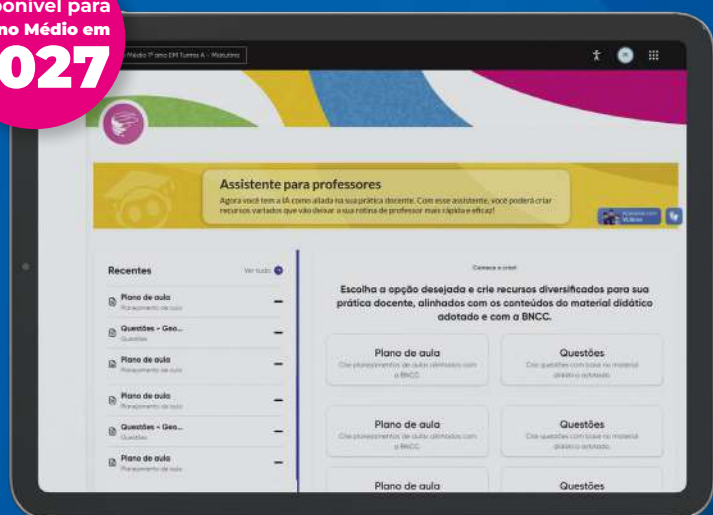 ponível para
no Médio em
027
Médio 1ª ano EM Turma A - Matutino
Assistente para professores
Agora você tem a IA como aliada na sua prática docente. Com esse assistente, você poderá criar
recursos variados que vão deixar a sua rotina de professor mais rápida e eficaz!
VLibras
Recentes
Ver tudo
Comece a criar!
Escolha a opção desejada e crie recursos diversificados para sua
prática docente, alinhados com os conteúdos do material didático
adotado e com a BNCC.
Plano de aula
Planejamento de aula
Questões - Geo...
Questões
Plano de aula
Planejamento de aula
Plano de aula
Planejamento de aula
Questões - Geo...
Questões
Plano de aula
Planejamento de aula
Plano de aula
Crie planejamentos de aulas alinhados com
a BNCC.
Questões
Crie questões com base no material
didático adotado.
Plano de aula
Crie planejamentos de aulas alinhados com
a BNCC.
Questões
Crie questões com base no material
didático adotado.
Plano de aula
Questões